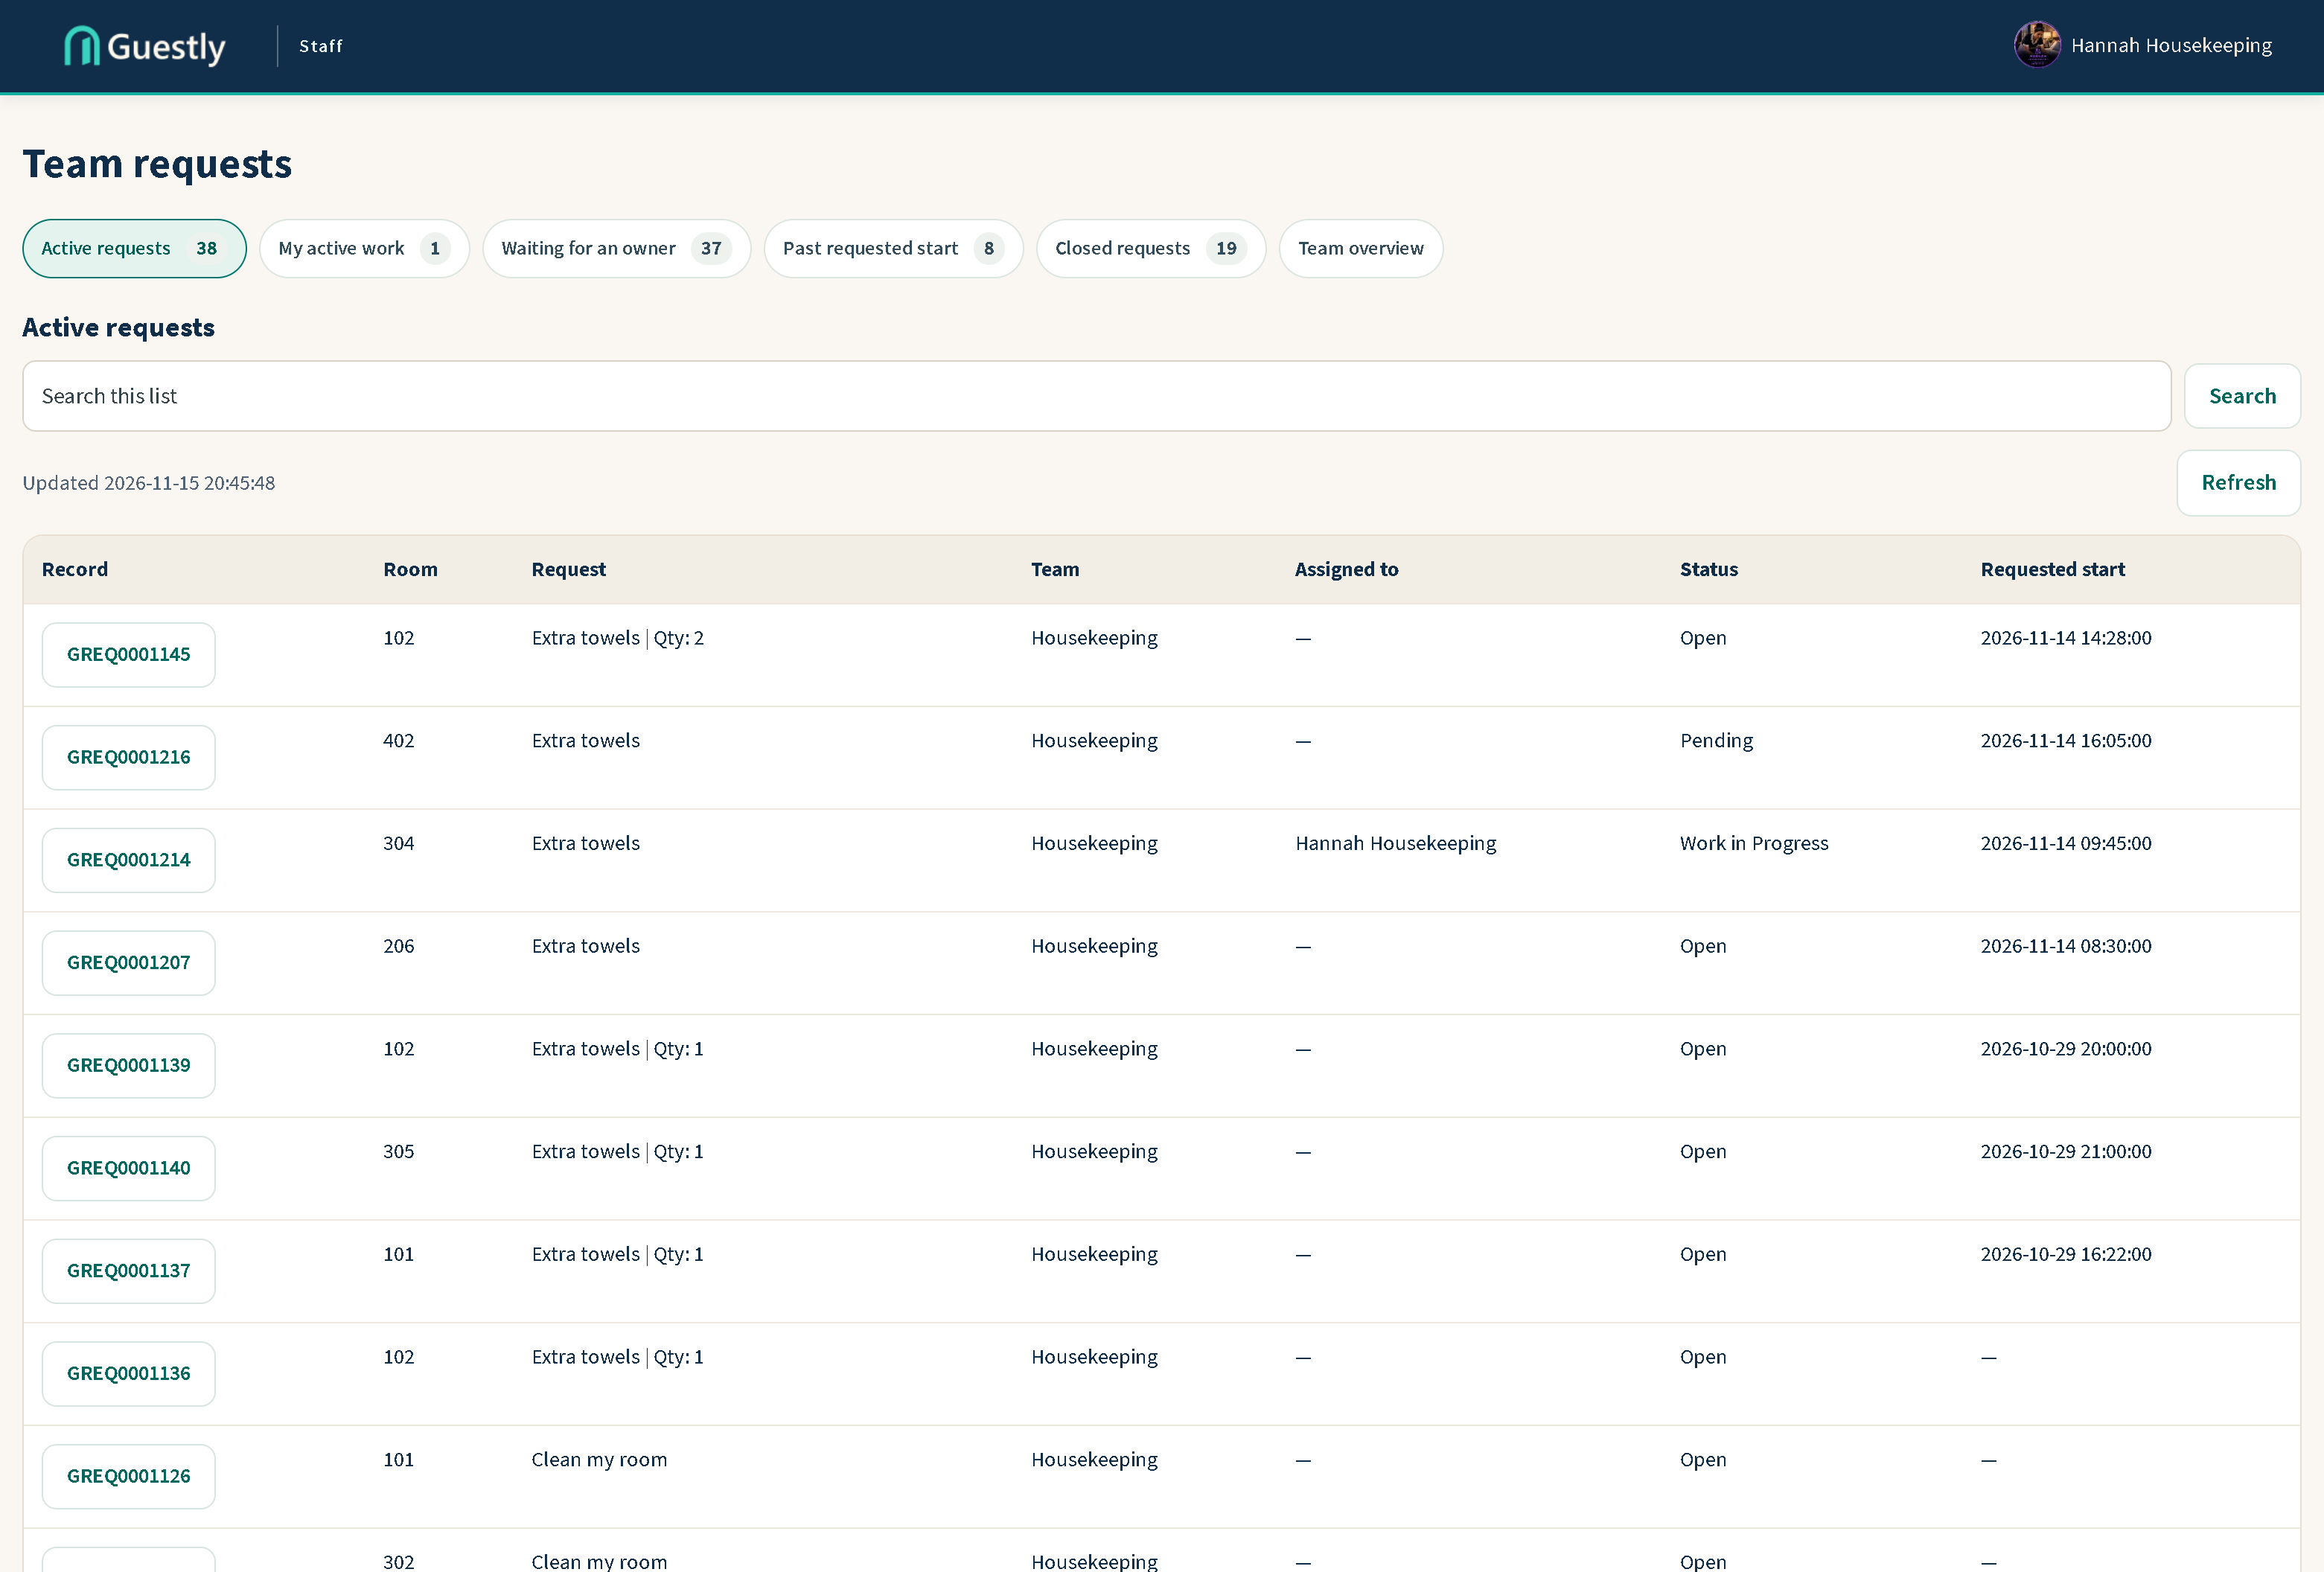 Guestly
Staff
Hannah Housekeeping
Team requests
Active requests 38
My active work 1
Waiting for an owner 37
Past requested start 8
Closed requests 19
Team overview
Active requests
Search this list
Search
Updated 2026-11-15 20:45:48
Refresh
Record Room Request Team Assigned to Status Requested start
GREQ0001145 102 Extra towels | Qty: 2 Housekeeping — Open 2026-11-14 14:28:00
GREQ0001216 402 Extra towels Housekeeping — Pending 2026-11-14 16:05:00
GREQ0001214 304 Extra towels Housekeeping Hannah Housekeeping Work in Progress 2026-11-14 09:45:00
GREQ0001207 206 Extra towels Housekeeping — Open 2026-11-14 08:30:00
GREQ0001139 102 Extra towels | Qty: 1 Housekeeping — Open 2026-10-29 20:00:00
GREQ0001140 305 Extra towels | Qty: 1 Housekeeping — Open 2026-10-29 21:00:00
GREQ0001137 101 Extra towels | Qty: 1 Housekeeping — Open 2026-10-29 16:22:00
GREQ0001136 102 Extra towels | Qty: 1 Housekeeping — Open —
GREQ0001126 101 Clean my room Housekeeping — Open —
302 Clean my room Housekeeping — Open —